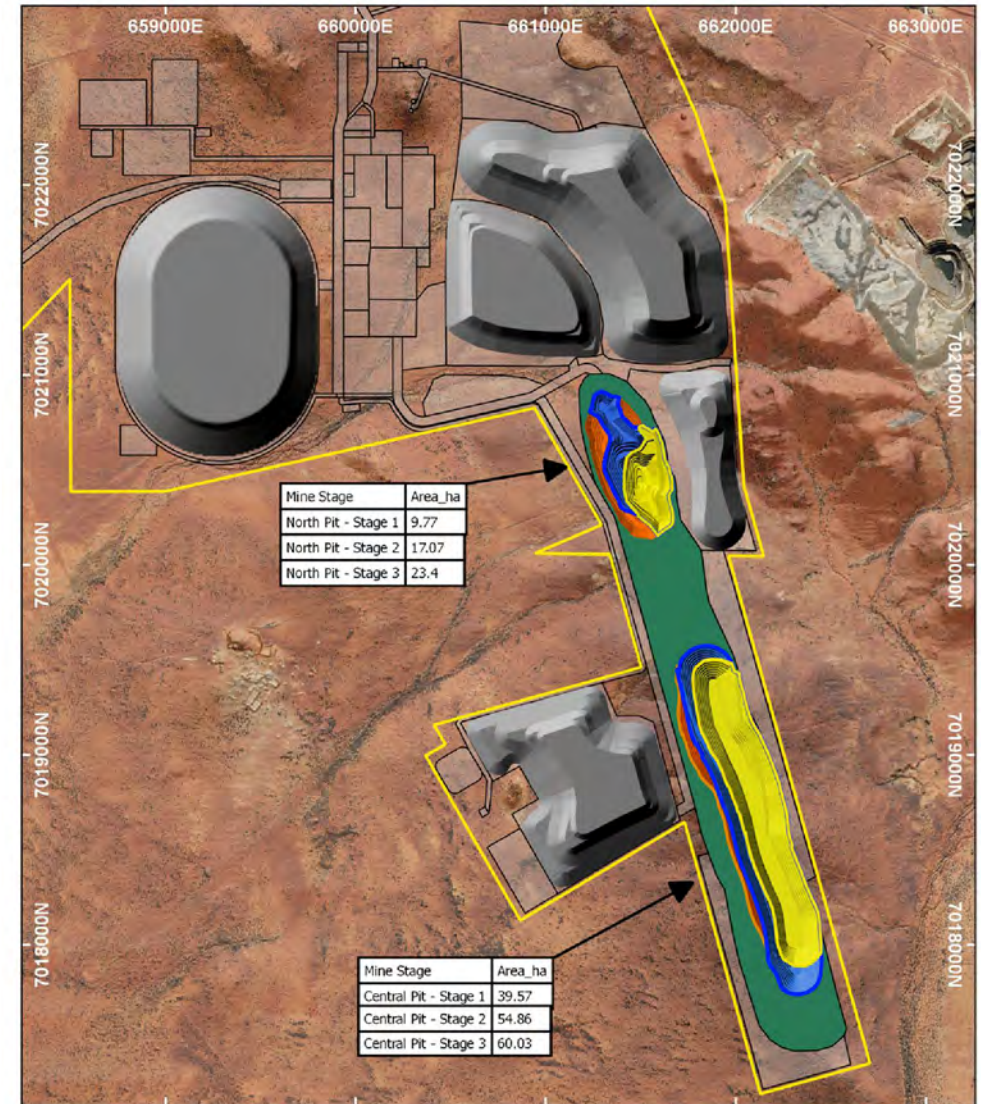 659000E 660000E 661000E 662000E 663000E
7022000N 7022000N
7021000N 7021000N
Mine Stage Area_ha
North Pit - Stage 1 9.77
North Pit - Stage 2 17.07
North Pit - Stage 3 23.4
7020000N 7020000N
7019000N 7019000N
7018000N 7018000N
Mine Stage Area_ha
Central Pit - Stage 1 39.57
Central Pit - Stage 2 54.86
Central Pit - Stage 3 60.03